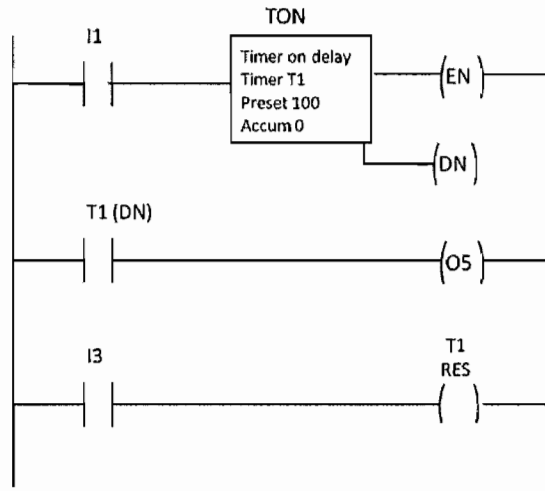 TON
I1
Timer on delay
Timer T1
Preset 100
Accum 0
EN
DN
T1 (DN)
O5
I3
T1
RES